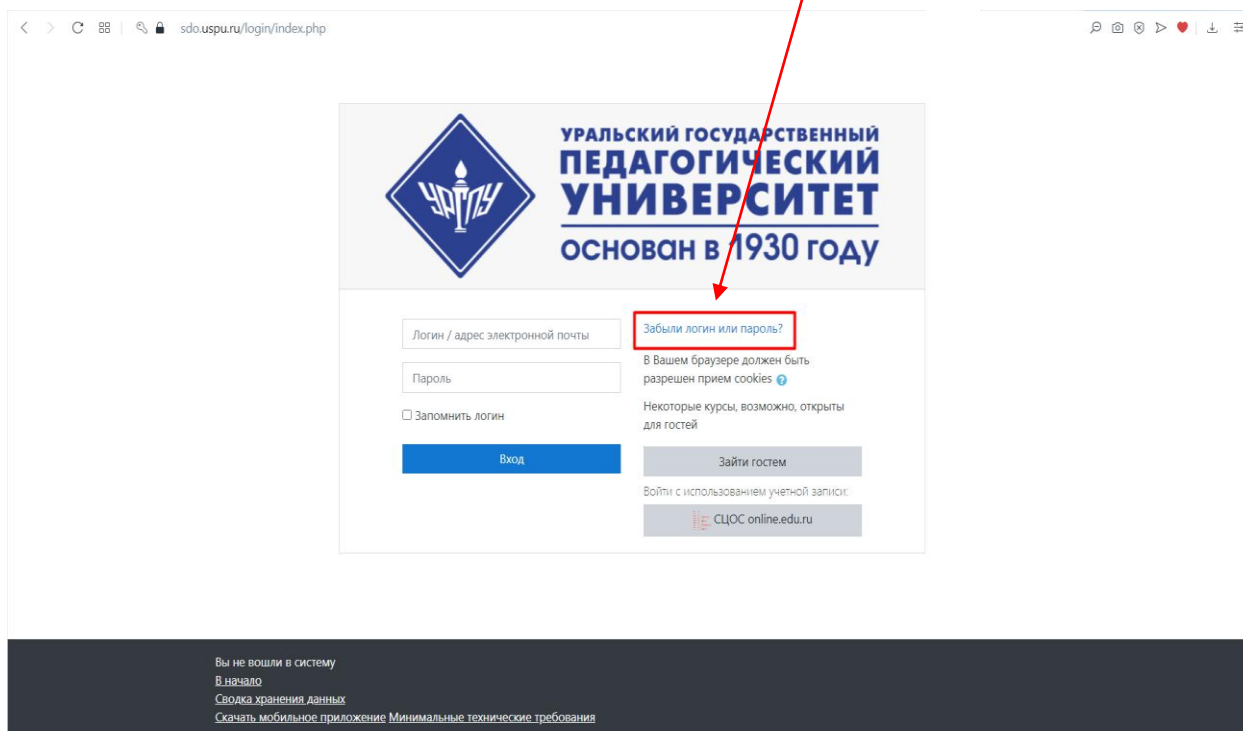 sdo.uspu.ru/login/index.php
УрГПУ
УРАЛЬСКИЙ ГОСУДАРСТВЕННЫЙ
ПЕДАГОГИЧЕСКИЙ
УНИВЕРСИТЕТ
ОСНОВАН В 1930 ГОДУ
Логин / адрес электронной почты
Пароль
Запомнить логин
Вход
Забыли логин или пароль?
В Вашем браузере должен быть
разрешен прием cookies
Некоторые курсы, возможно, открыты
для гостей
Зайти гостем
Войти с использованием учетной записи:
СЦОС online.edu.ru
Вы не вошли в систему
В начало
Сводка хранения данных
Скачать мобильное приложение Минимальные технические требования